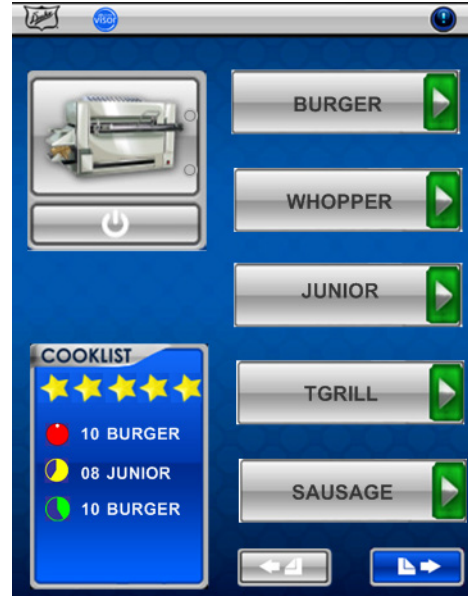 visor
BURGER
WHOPPER
JUNIOR
TGRILL
SAUSAGE
COOKLIST
10 BURGER
08 JUNIOR
10 BURGER